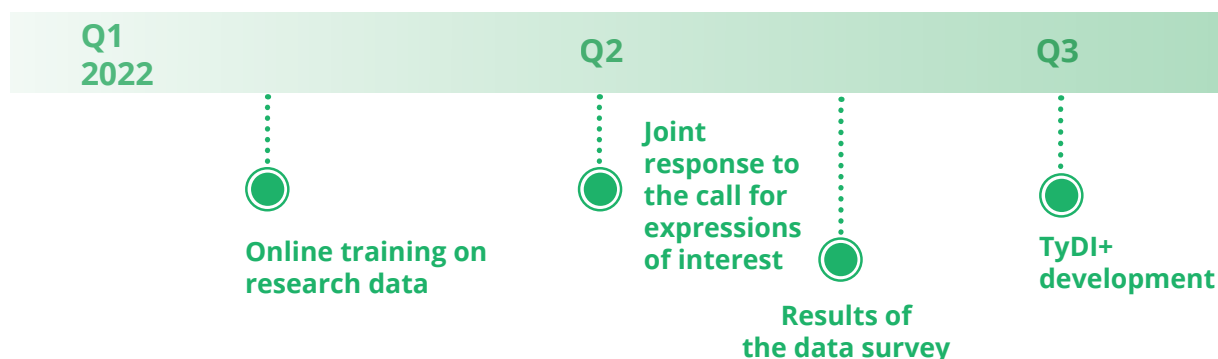 Q1
2022
Q2
Q3
Online training on
research data
Joint
response to
the call for
expressions
of interest
Results of
the data survey
TyDI+
development